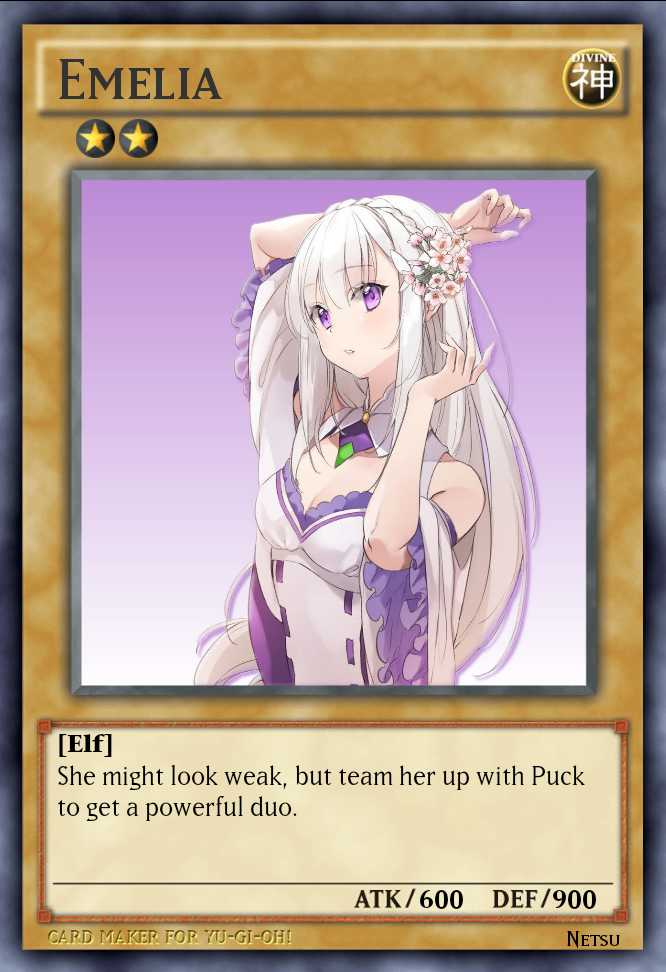 Emelia
DIVINE
神
[Elf]
She might look weak, but team her up with Puck
to get a powerful duo.
ATK/600 DEF/900
CARD MAKER FOR YU-GI-OH!
Netsu